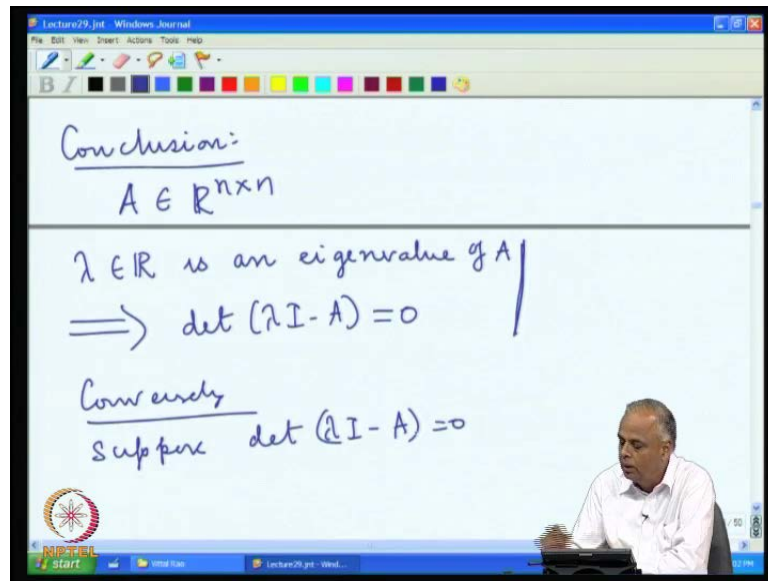 Lecture29.jnt - Windows Journal
File Edit View Insert Actions Tools Help
B I
Conclusion:
A ∈ ℝ^{n×n}
λ ∈ ℝ is an eigenvalue of A
⟹ det (λI - A) = 0
Conversely
Suppose det (λI - A) = 0
/ 50
NPTEL
start Vittal Rao Lecture29.jnt - Wind...